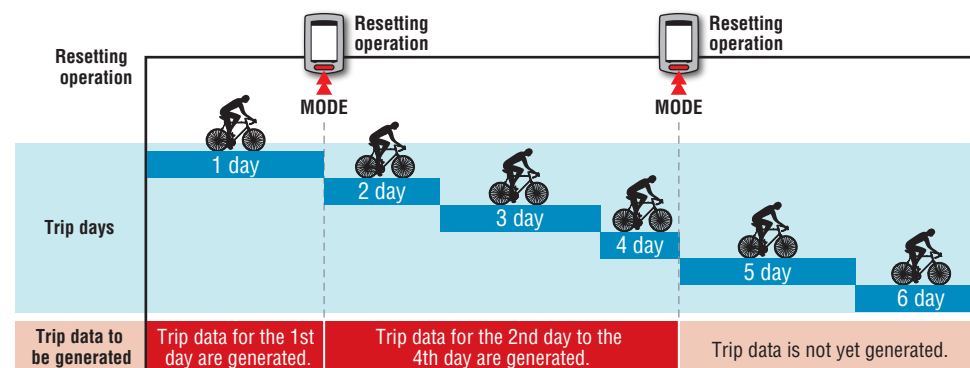 Resetting
operation
Resetting
operation
Resetting
operation
MODE
MODE
Trip days
1 day
2 day
3 day
4 day
5 day
6 day
Trip data to
be generated
Trip data for the 1st
day are generated.
Trip data for the 2nd day to the
4th day are generated.
Trip data is not yet generated.